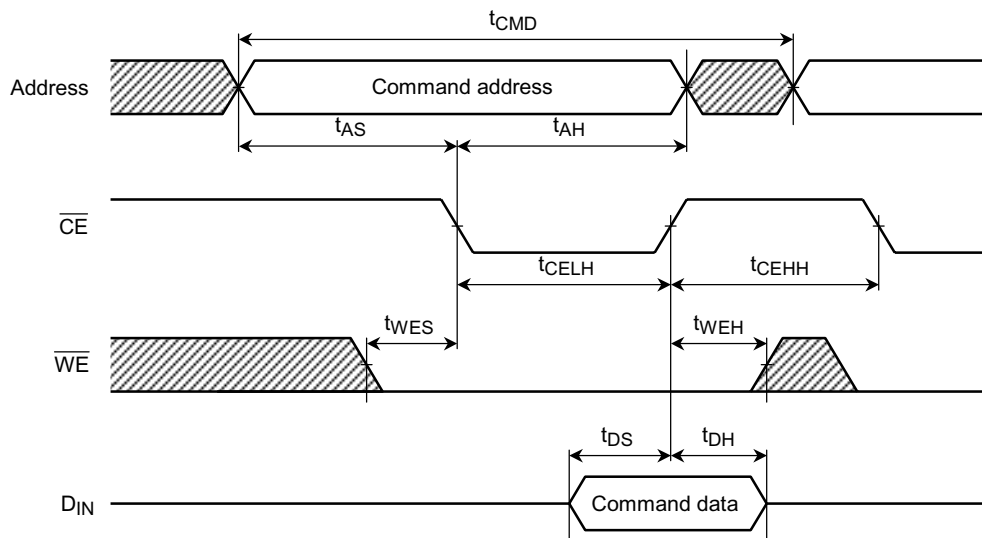 tCMD
Address
Command address
tAS
tAH
CE
tCELH
tCEHH
tWES
tWEH
WE
tDS
tDH
DIN
Command data